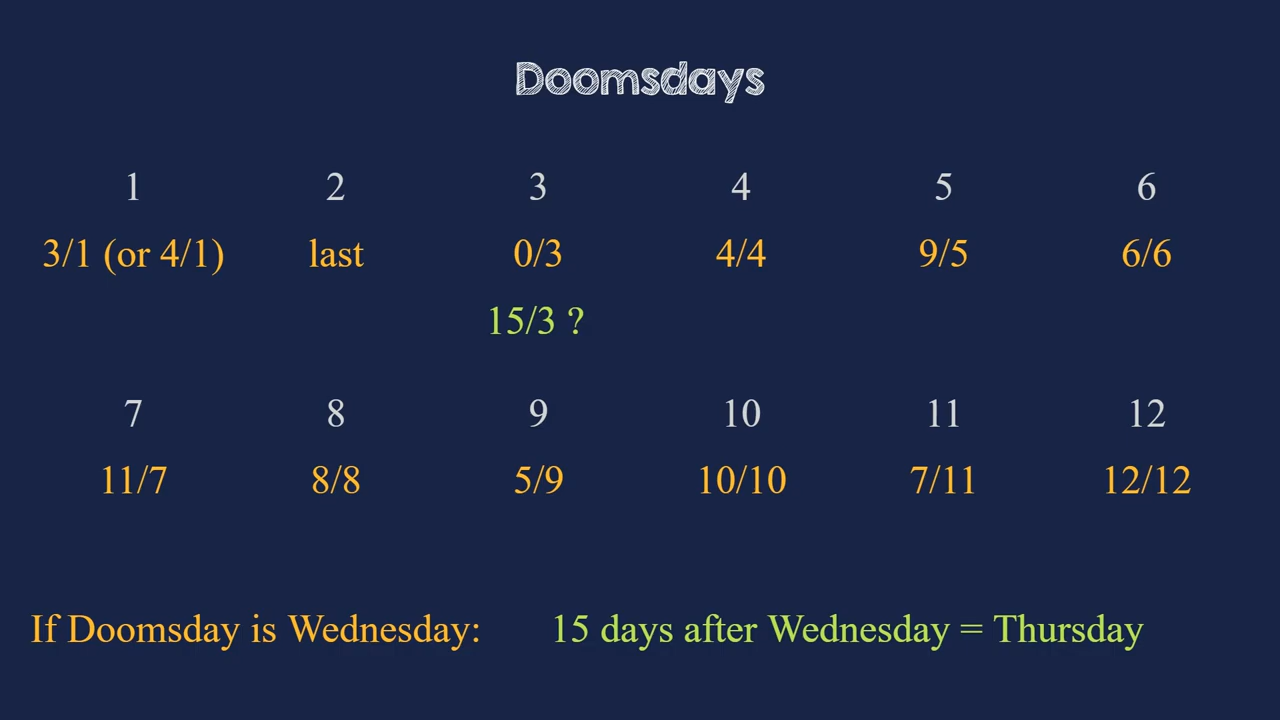 Doomsdays
1 2 3 4 5 6
3/1 (or 4/1) last 0/3 4/4 9/5 6/6
15/3 ?
7 8 9 10 11 12
11/7 8/8 5/9 10/10 7/11 12/12
If Doomsday is Wednesday: 15 days after Wednesday = Thursday